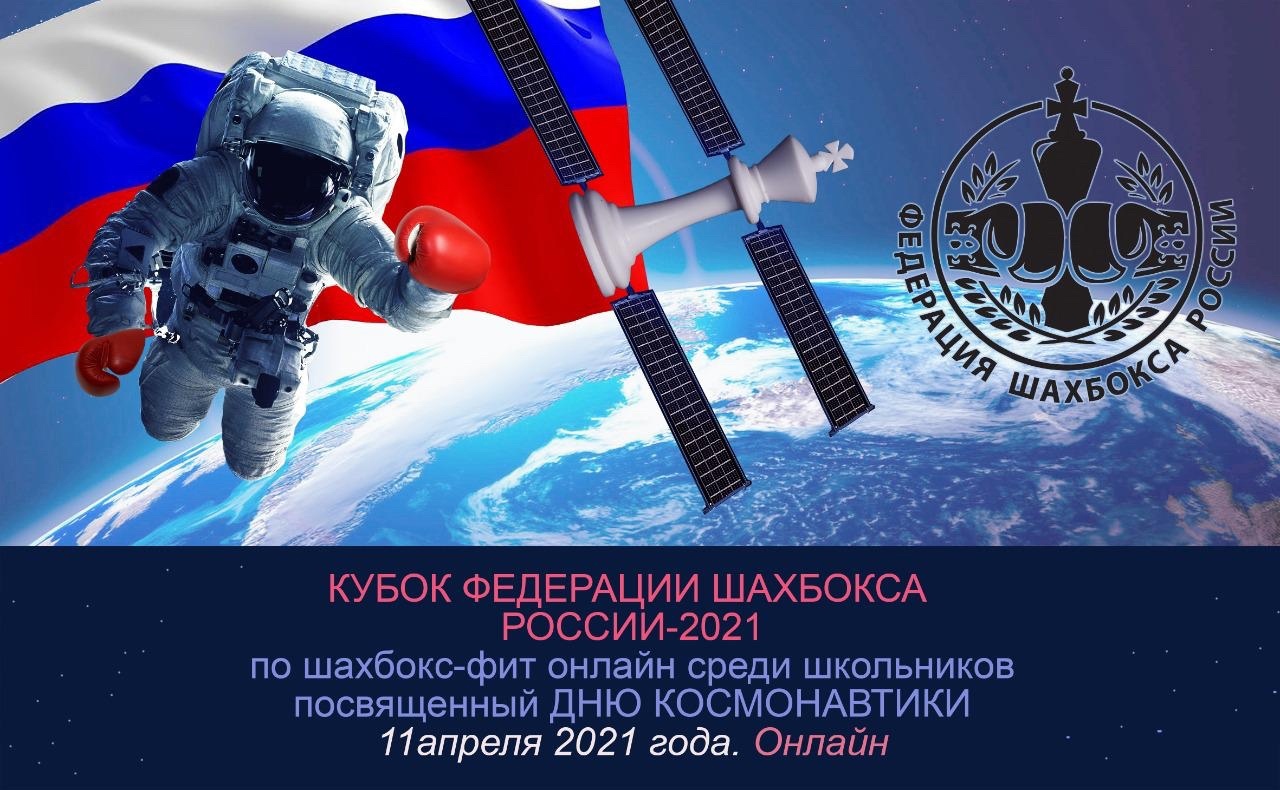 ФЕДЕРАЦИЯ ШАХБОКСА РОССИИ
КУБОК ФЕДЕРАЦИИ ШАХБОКСА
РОССИИ-2021
по шахбокс-фит онлайн среди школьников
посвященный ДНЮ КОСМОНАВТИКИ
11апреля 2021 года. Онлайн